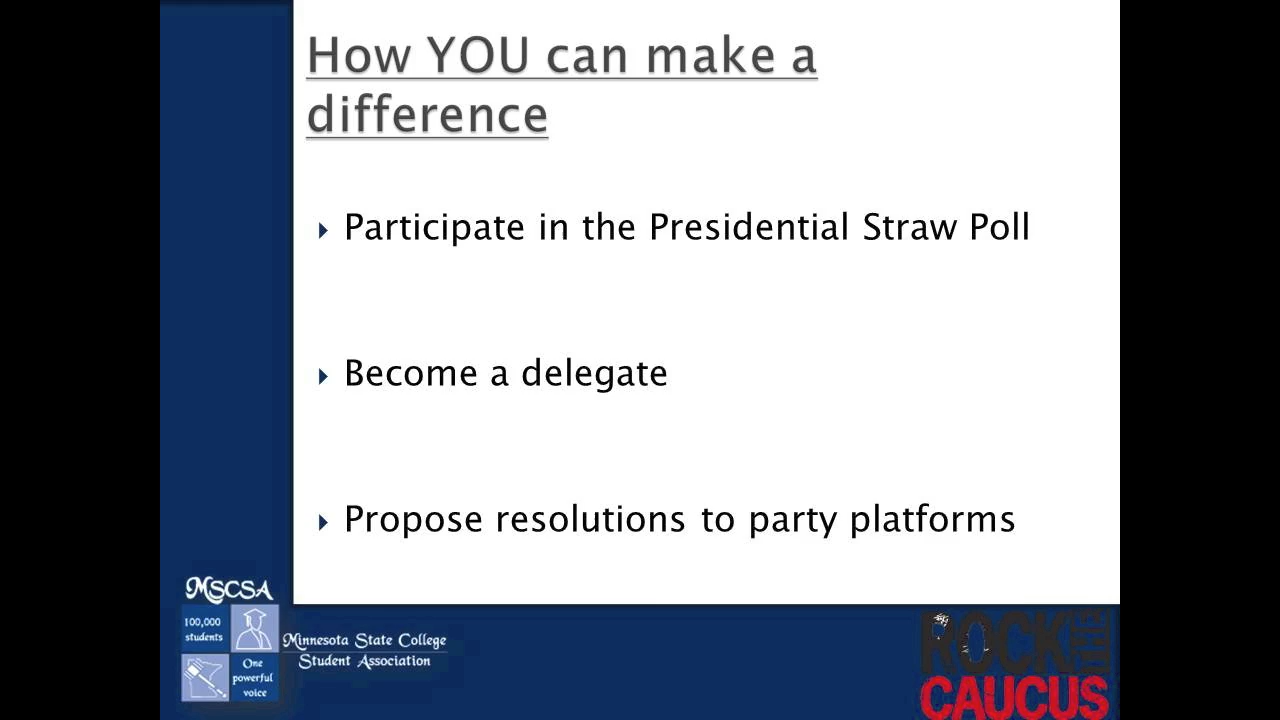 How YOU can make a
difference
Participate in the Presidential Straw Poll
Become a delegate
Propose resolutions to party platforms
MSCSA
100,000
students
One
powerful
voice
Minnesota State College
Student Association
ROCK THE
CAUCUS